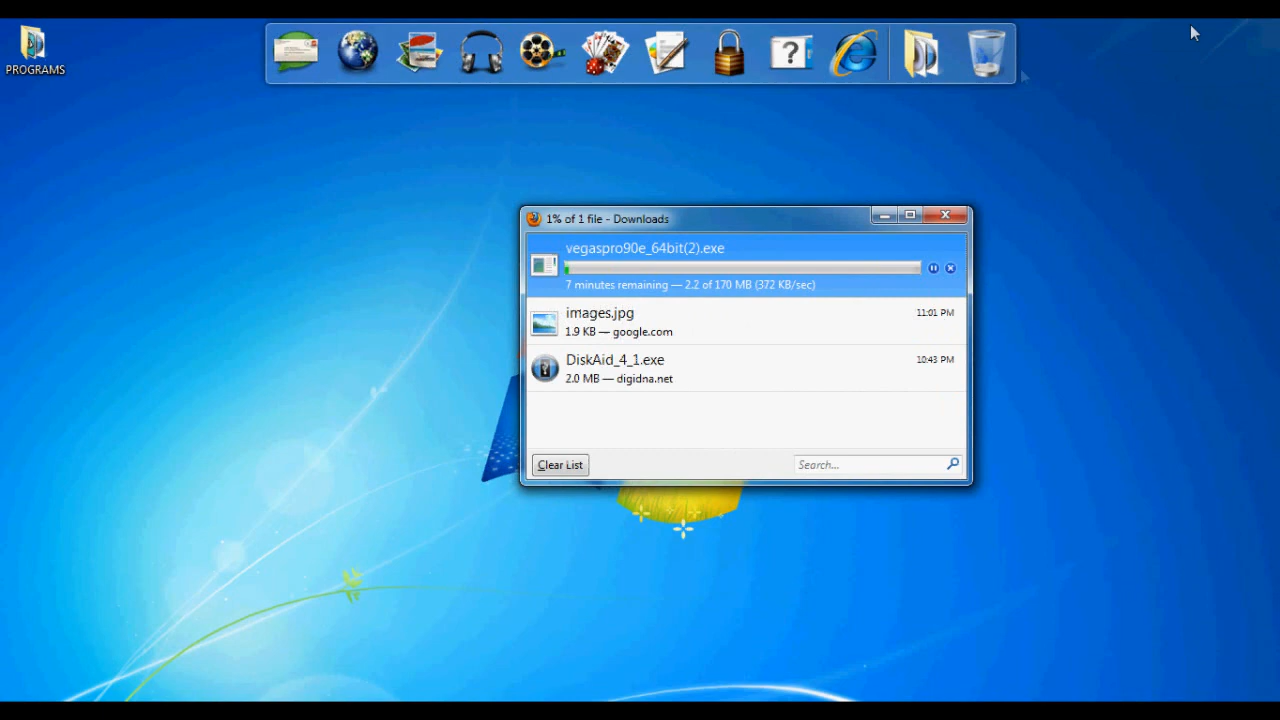 PROGRAMS
?
1% of 1 file - Downloads
vegaspro90e_64bit(2).exe
7 minutes remaining — 2.2 of 170 MB (372 KB/sec)
images.jpg
11:01 PM
1.9 KB — google.com
DiskAid_4_1.exe
10:43 PM
2.0 MB — digidna.net
Clear List
Search...